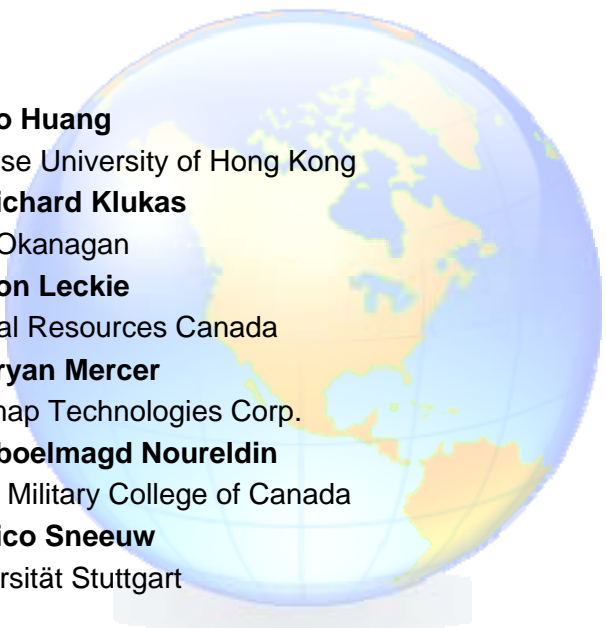 o Huang
se University of Hong Kong
ichard Klukas
Okanagan
on Leckie
al Resources Canada
ryan Mercer
nap Technologies Corp.
boelmagd Noureldin
Military College of Canada
ico Sneeuw
rsität Stuttgart